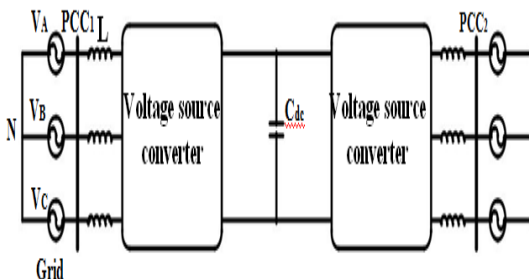 VA PCC1 L
PCC2
VB
N
VC
Grid
Voltage source
converter
Cdc
Voltage source
converter